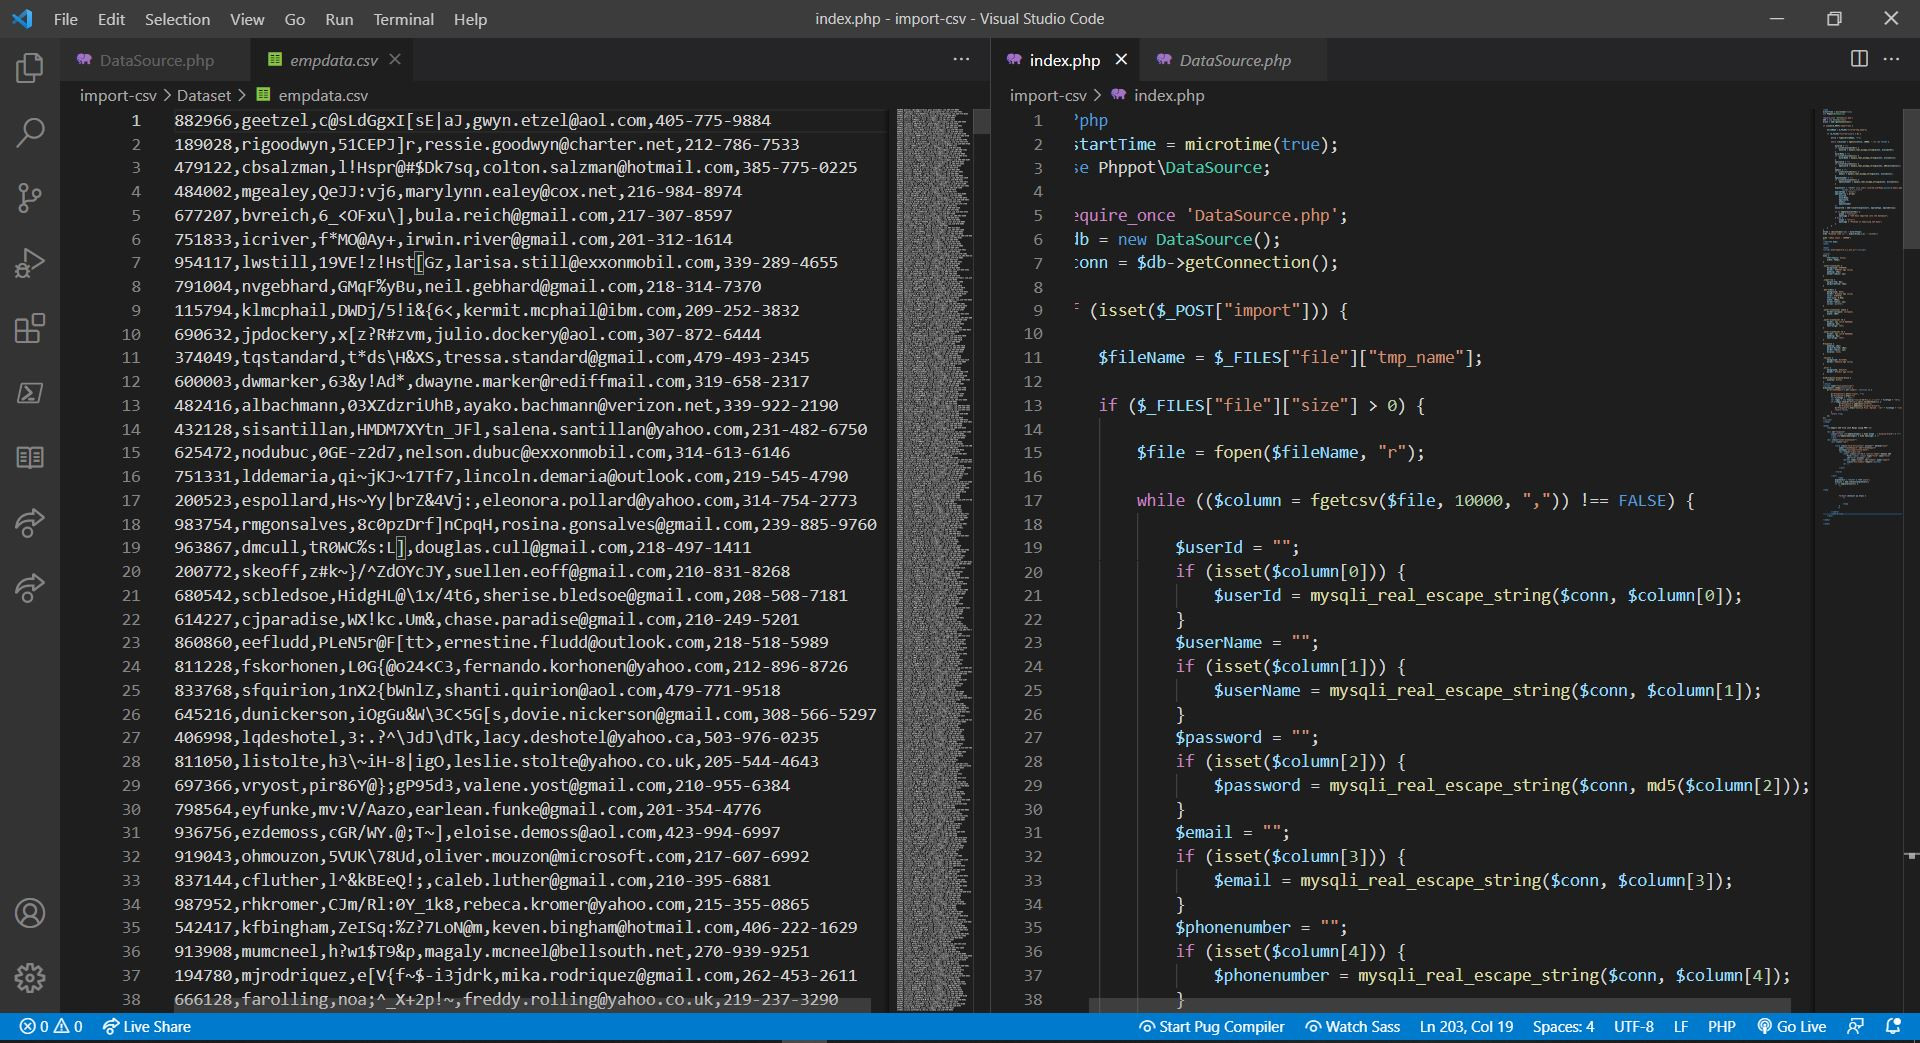 File Edit Selection View Go Run Terminal Help
index.php - import-csv - Visual Studio Code
DataSource.php
empdata.csv
import-csv > Dataset > empdata.csv
1 882966,geetzel,c@sLdGgxI[sE|aJ,gwyn.etzel@aol.com,405-775-9884
2 189028,rigoodwyn,51CEPJ]r,ressie.goodwyn@charter.net,212-786-7533
3 479122,cbsalzman,l!Hspr@#$Dk7sq,colton.salzman@hotmail.com,385-775-0225
4 484002,mgealey,QeJJ:vj6,marylynn.ealey@cox.net,216-984-8974
5 677207,bvreich,6_<OFxu\],bula.reich@gmail.com,217-307-8597
6 751833,icriver,f*MO@Ay+,irwin.river@gmail.com,201-312-1614
7 954117,lwstill,19VE!z!Hst[Gz,larisa.still@exxonmobil.com,339-289-4655
8 791004,nvgebhard,GMqF%yBu,neil.gebhard@gmail.com,218-314-7370
9 115794,klmcphail,DWDj/5!i&{6<,kermit.mcphail@ibm.com,209-252-3832
10 690632,jpdockery,x[z?R#zvm,julio.dockery@aol.com,307-872-6444
11 374049,tqstandard,t*ds\H&XS,tressa.standard@gmail.com,479-493-2345
12 600003,dwmarker,63&y!Ad*,dwayne.marker@rediffmail.com,319-658-2317
13 482416,albachmann,03XZdzriUhB,ayako.bachmann@verizon.net,339-922-2190
14 432128,sisantillan,HMDM7XYtn_JFl,salena.santillan@yahoo.com,231-482-6750
15 625472,nodubuc,0GE-z2d7,nelson.dubuc@exxonmobil.com,314-613-6146
16 751331,lddemaria,qi~jKJ~17Tf7,lincoln.demaria@outlook.com,219-545-4790
17 200523,espollard,Hs~Yy|brZ&4Vj:,eleonora.pollard@yahoo.com,314-754-2773
18 983754,rmgonsalves,8c0pzDrf]nCpqH,rosina.gonsalves@gmail.com,239-885-9760
19 963867,dmcull,tR0WC%s:L],douglas.cull@gmail.com,218-497-1411
20 200772,skeoff,z#k~}/^ZdOYcJY,suellen.eoff@gmail.com,210-831-8268
21 680542,scbledsoe,HidgHL@\1x/4t6,sherise.bledsoe@gmail.com,208-508-7181
22 614227,cjparadise,WX!kc.Um&,chase.paradise@gmail.com,210-249-5201
23 860860,eefludd,PLeN5r@F[tt>,ernestine.fludd@outlook.com,218-518-5989
24 811228,fskorhonen,L0G{@o24<C3,fernando.korhonen@yahoo.com,212-896-8726
25 833768,sfquirion,1nX2{bWnlZ,shanti.quirion@aol.com,479-771-9518
26 645216,dunickerson,iOgGu&W\3C<5G[s,dovie.nickerson@gmail.com,308-566-5297
27 406998,lqdeshotel,3:.?^\JdJ\dTk,lacy.deshotel@yahoo.ca,503-976-0235
28 811050,listolte,h3\~iH-8|igO,leslie.stolte@yahoo.co.uk,205-544-4643
29 697366,vryost,pir86Y@};gP95d3,valene.yost@gmail.com,210-955-6384
30 798564,eyfunke,mv:V/Aazo,earlean.funke@gmail.com,201-354-4776
31 936756,ezdemoss,cGR/WY.@;T~],eloise.demoss@aol.com,423-994-6997
32 919043,ohmouzon,5VUK\78Ud,oliver.mouzon@microsoft.com,217-607-6992
33 837144,cfluther,l^&kBEeQ!;,caleb.luther@gmail.com,210-395-6881
34 987952,rhkromer,CJm/Rl:0Y_1k8,rebeca.kromer@yahoo.com,215-355-0865
35 542417,kfbingham,ZeISq:%Z?7LoN@m,keven.bingham@hotmail.com,406-222-1629
36 913908,mumcneel,h?w1$T9&p,magaly.mcneel@bellsouth.net,270-939-9251
37 194780,mjrodriquez,e[V{f~$-i3jdrk,mika.rodriquez@gmail.com,262-453-2611
38 666128,farolling,noa;^_X+2p!~,freddy.rolling@yahoo.co.uk,219-237-3290
index.php
DataSource.php
import-csv > index.php
1 ?php
2 startTime = microtime(true);
3 se Phppot\DataSource;
4
5 equire_once 'DataSource.php';
6 db = new DataSource();
7 conn = $db->getConnection();
8
9 f (isset($_POST["import"])) {
10
11 $fileName = $_FILES["file"]["tmp_name"];
12
13 if ($_FILES["file"]["size"] > 0) {
14
15 $file = fopen($fileName, "r");
16
17 while (($column = fgetcsv($file, 10000, ",")) !== FALSE) {
18
19 $userId = "";
20 if (isset($column[0])) {
21 $userId = mysqli_real_escape_string($conn, $column[0]);
22 }
23 $userName = "";
24 if (isset($column[1])) {
25 $userName = mysqli_real_escape_string($conn, $column[1]);
26 }
27 $password = "";
28 if (isset($column[2])) {
29 $password = mysqli_real_escape_string($conn, md5($column[2]));
30 }
31 $email = "";
32 if (isset($column[3])) {
33 $email = mysqli_real_escape_string($conn, $column[3]);
34 }
35 $phonenumber = "";
36 if (isset($column[4])) {
37 $phonenumber = mysqli_real_escape_string($conn, $column[4]);
38 }
0 0 Live Share
Start Pug Compiler Watch Sass Ln 203, Col 19 Spaces: 4 UTF-8 LF PHP Go Live